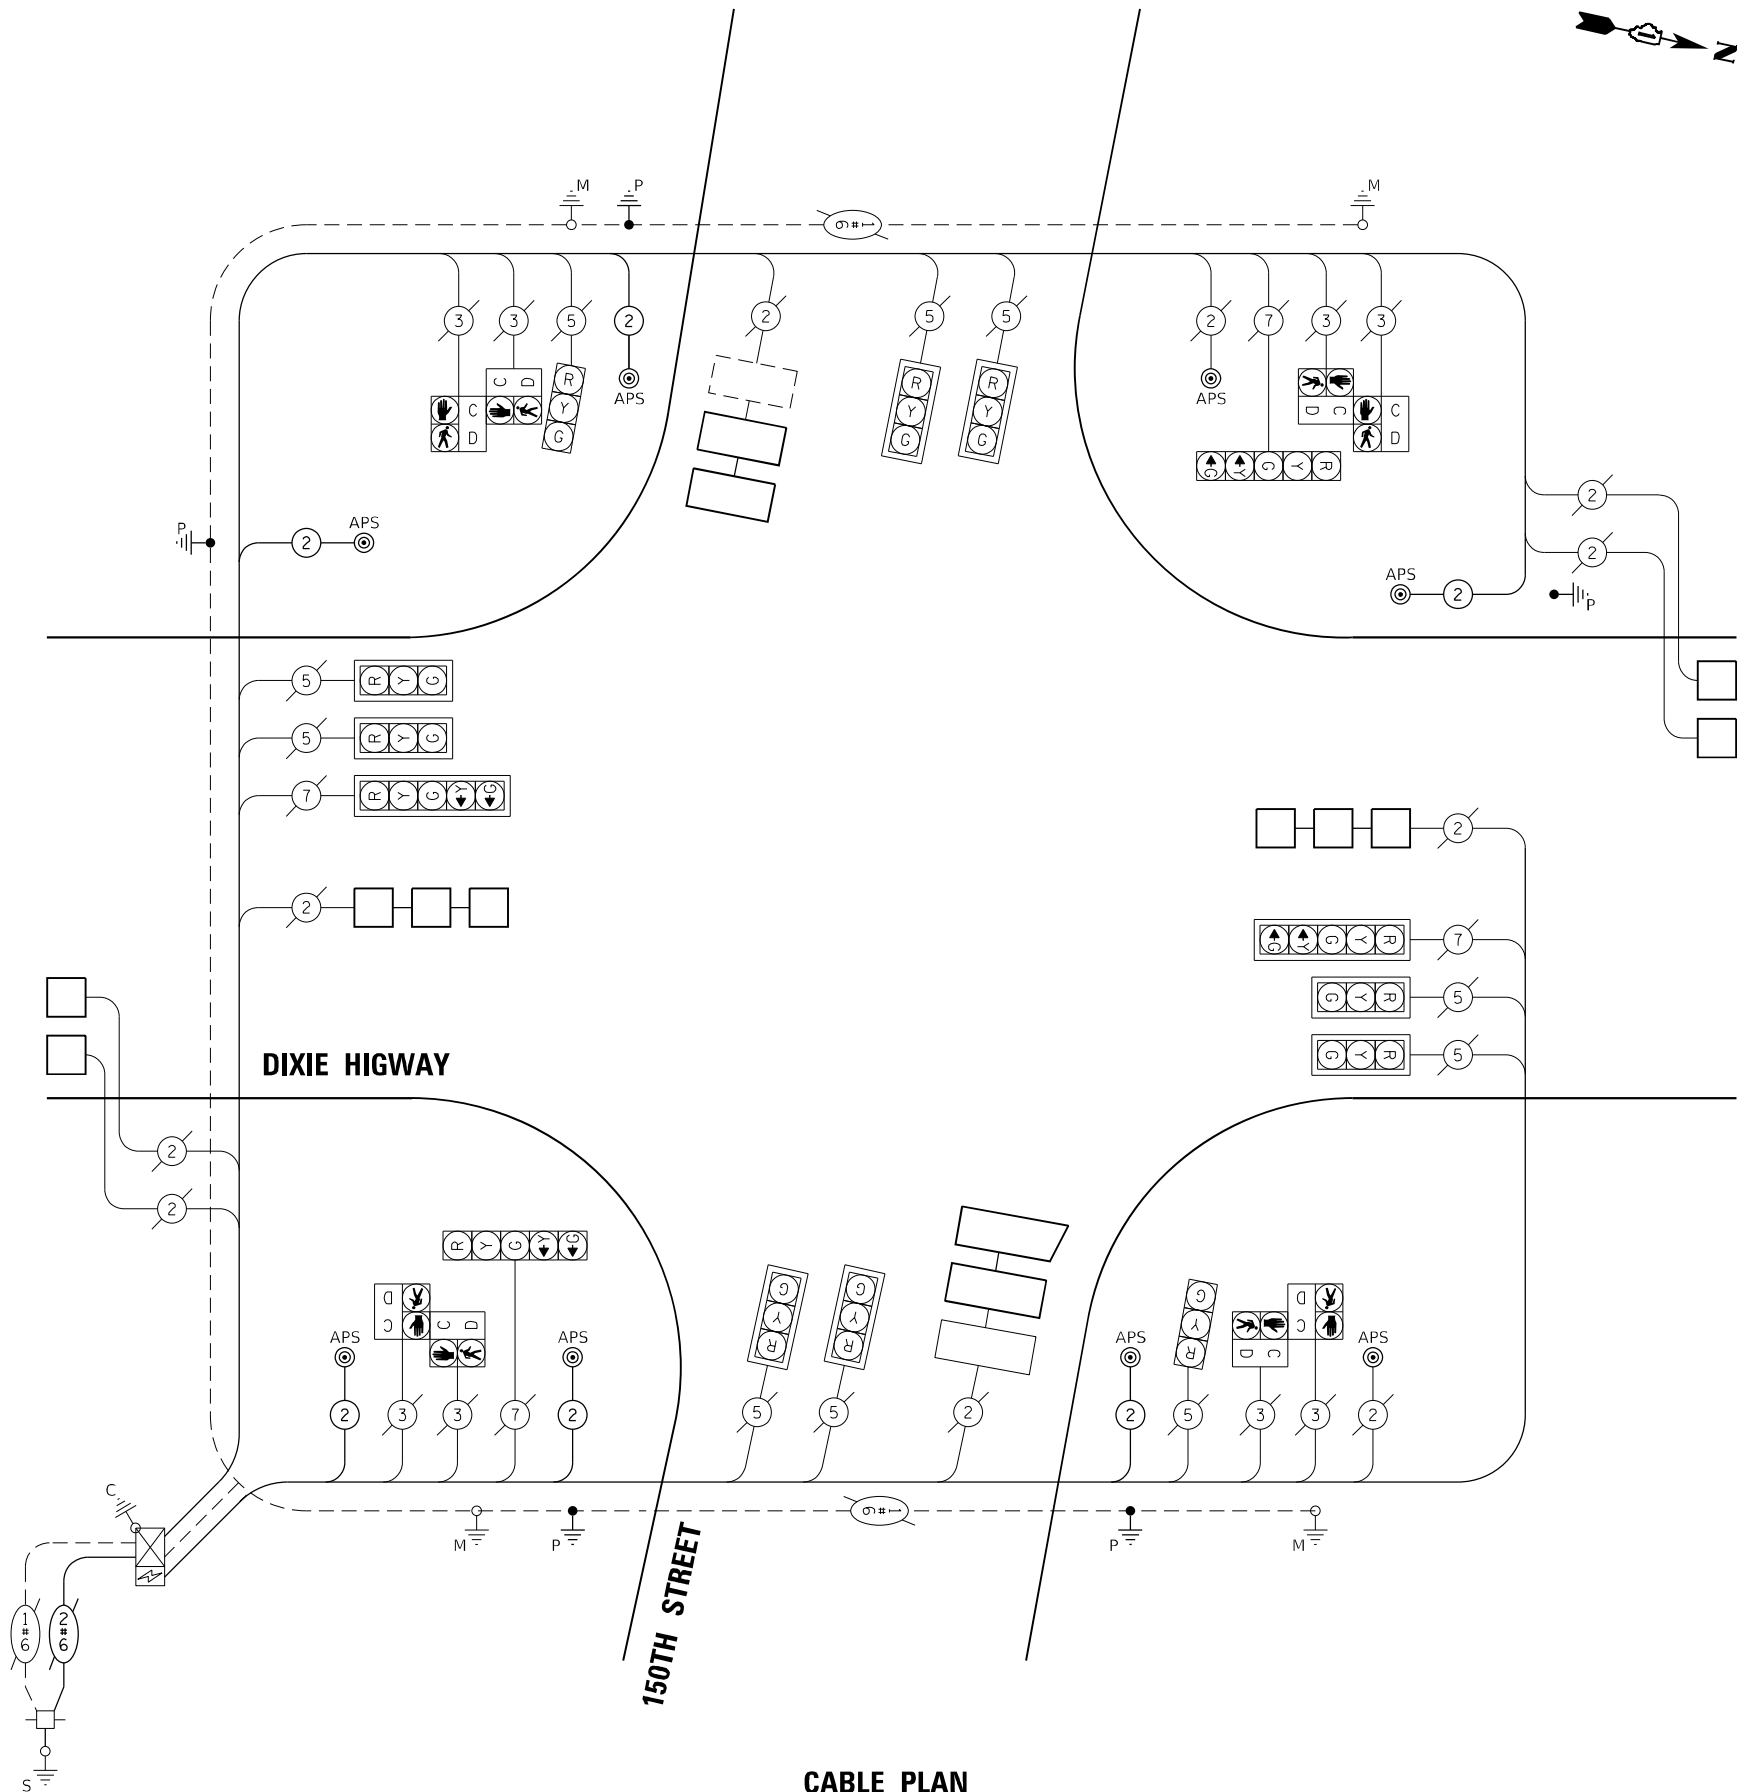 N
M P 1#6 M
3 3 5 2 2 5 5 2 7 3 3
APS APS
C D R Y G R Y G R Y G D C C D
C D G Y G Y R
2
P 2 APS 2
APS 2 P
5 R Y G
5 R Y G
7 R Y G Y G
2
2
G Y G Y R 7
G Y R 5
G Y R 5
DIXIE HIGWAY
2
2
R Y G Y G
D C C D
G Y R G Y R G Y R D C D C
APS APS APS APS
2 3 3 7 2 5 5 2 2 5 3 3 2
C
M P 1#6 P M
150TH STREET
1#6 2#6
S
CABLE PLAN